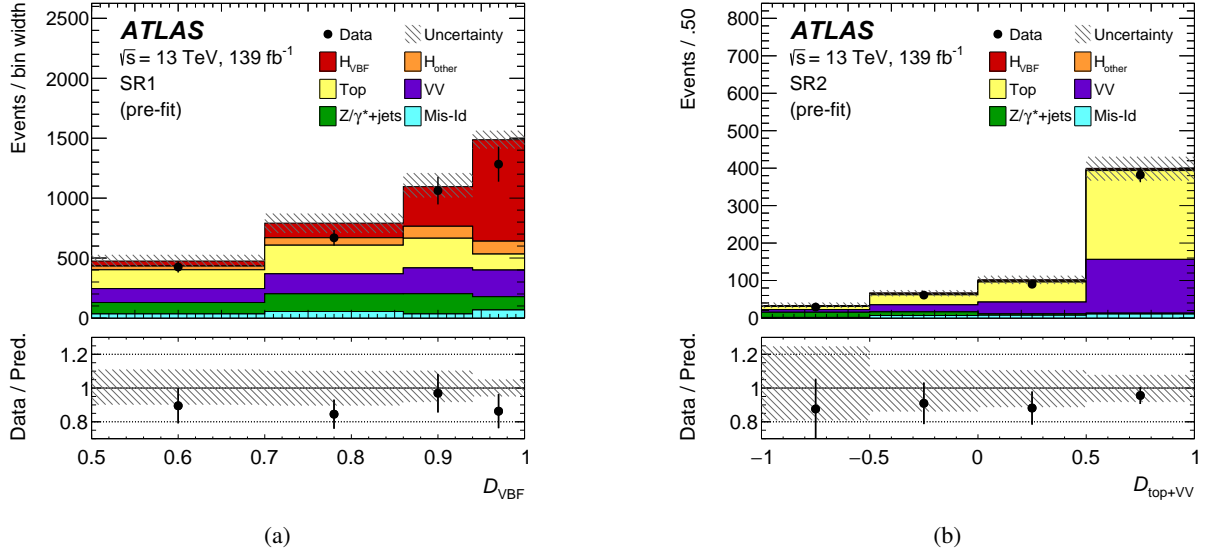 Events / bin width
2500
2000
1500
1000
500
0
ATLAS
√s = 13 TeV, 139 fb⁻¹
SR1
(pre-fit)
Data
Uncertainty
H_VBF
H_other
Top
VV
Z/γ*+jets
Mis-Id
Data / Pred.
1.2
1
0.8
0.5 0.6 0.7 0.8 0.9 1
D_VBF
(a)
Events / .50
800
700
600
500
400
300
200
100
0
ATLAS
√s = 13 TeV, 139 fb⁻¹
SR2
(pre-fit)
Data
Uncertainty
H_VBF
H_other
Top
VV
Z/γ*+jets
Mis-Id
Data / Pred.
1.2
1
0.8
−1 −0.5 0 0.5 1
D_top+VV
(b)